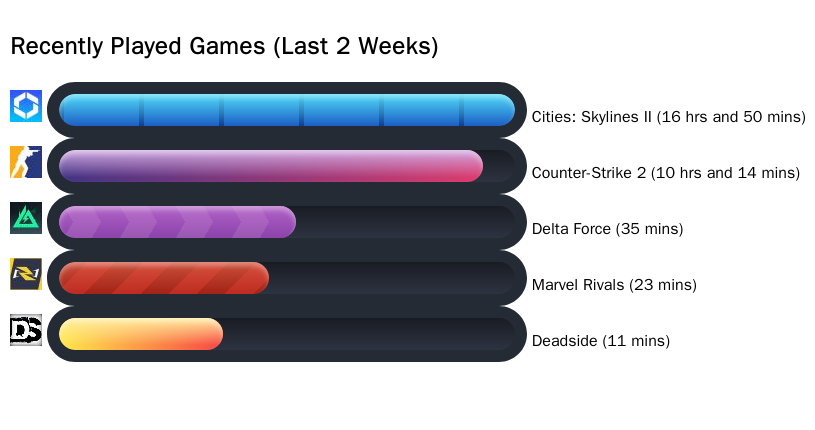 Recently Played Games (Last 2 Weeks)
Cities: Skylines II (16 hrs and 50 mins)
Counter-Strike 2 (10 hrs and 14 mins)
Delta Force (35 mins)
Marvel Rivals (23 mins)
DS
Deadside (11 mins)